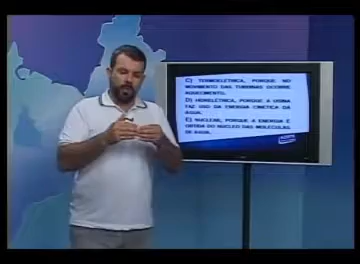 C) TERMOELÉTRICA, PORQUE NO
MOVIMENTO DAS TURBINAS OCORRE
AQUECIMENTO.
D) HIDRELÉTRICA, PORQUE A USINA
FAZ USO DA ENERGIA CINÉTICA DA
ÁGUA.
E) NUCLEAR, PORQUE A ENERGIA É
OBTIDA DO NÚCLEO DAS MOLÉCULAS
DE ÁGUA.